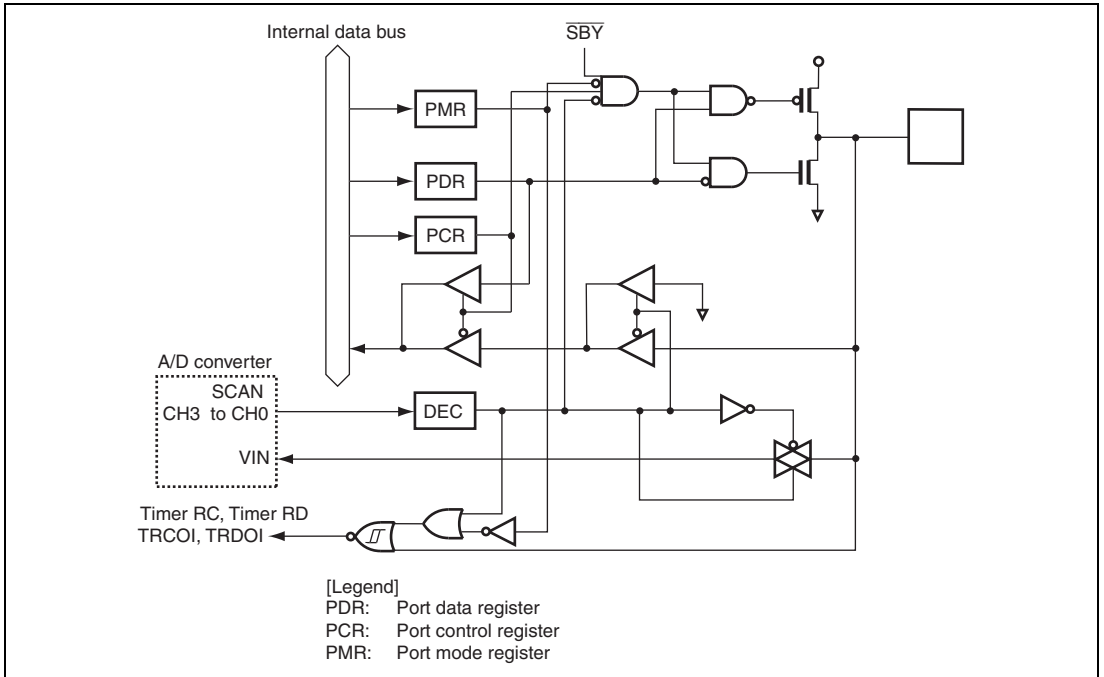 Internal data bus
SBY
PMR
PDR
PCR
A/D converter
SCAN
CH3 to CH0
DEC
VIN
Timer RC, Timer RD
TRCOI, TRDOI
[Legend]
PDR: Port data register
PCR: Port control register
PMR: Port mode register